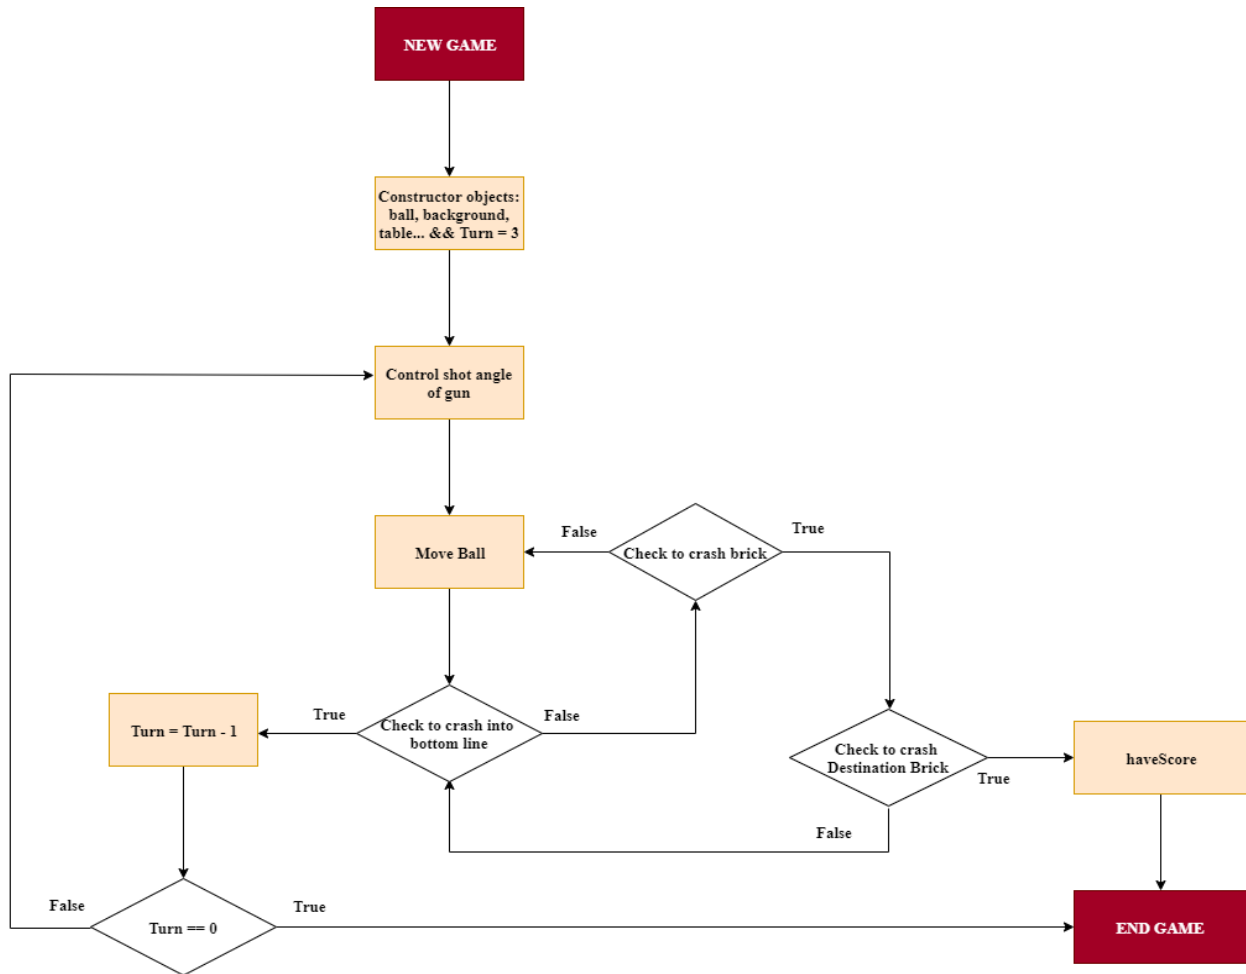 NEW GAME
Constructor objects:
ball, background,
table... && Turn = 3
Control shot angle
of gun
False
True
Move Ball
Check to crash brick
Turn = Turn - 1
True
Check to crash into
bottom line
False
Check to crash
Destination Brick
True
haveScore
False
False
Turn == 0
True
END GAME